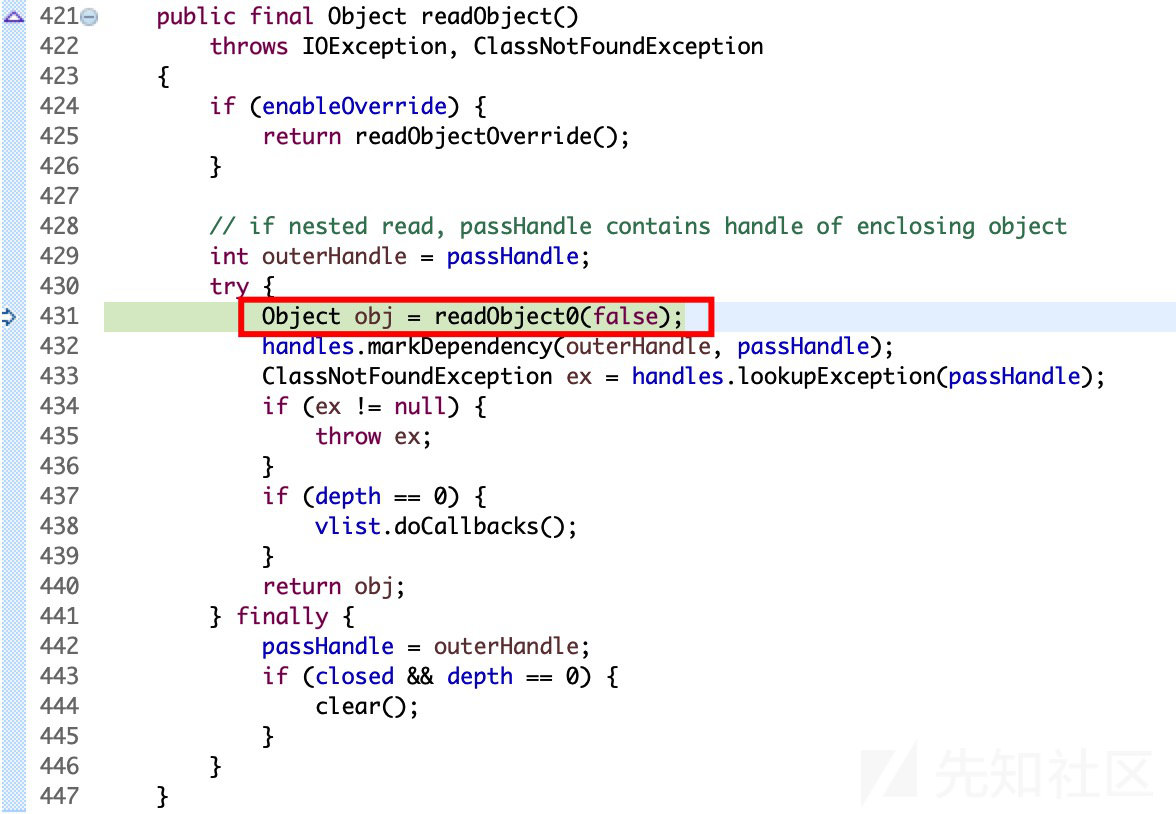 421 public final Object readObject()
422 throws IOException, ClassNotFoundException
423 {
424 if (enableOverride) {
425 return readObjectOverride();
426 }
427
428 // if nested read, passHandle contains handle of enclosing object
429 int outerHandle = passHandle;
430 try {
431 Object obj = readObject0(false);
432 handles.markDependency(outerHandle, passHandle);
433 ClassNotFoundException ex = handles.lookupException(passHandle);
434 if (ex != null) {
435 throw ex;
436 }
437 if (depth == 0) {
438 vlist.doCallbacks();
439 }
440 return obj;
441 } finally {
442 passHandle = outerHandle;
443 if (closed && depth == 0) {
444 clear();
445 }
446 }
447 }
先知社区